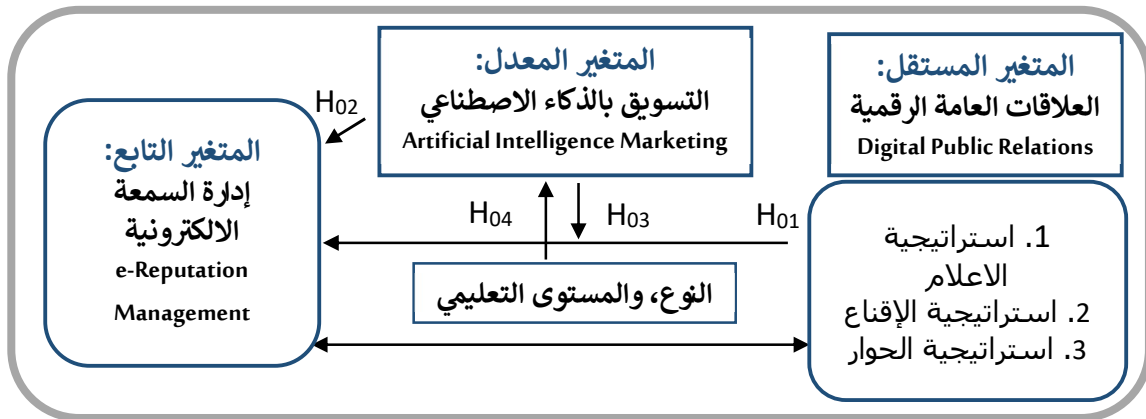 المتغير المستقل:
العلاقات العامة الرقمية
Digital Public Relations
1. استراتيجية
الاعلام
2. استراتيجية الإقناع
3. استراتيجية الحوار
المتغير المعدل:
التسويق بالذكاء الاصطناعي
Artificial Intelligence Marketing
H01
H03
H04
H02
النوع، والمستوى التعليمي
المتغير التابع:
إدارة السمعة
الالكترونية
e-Reputation
Management